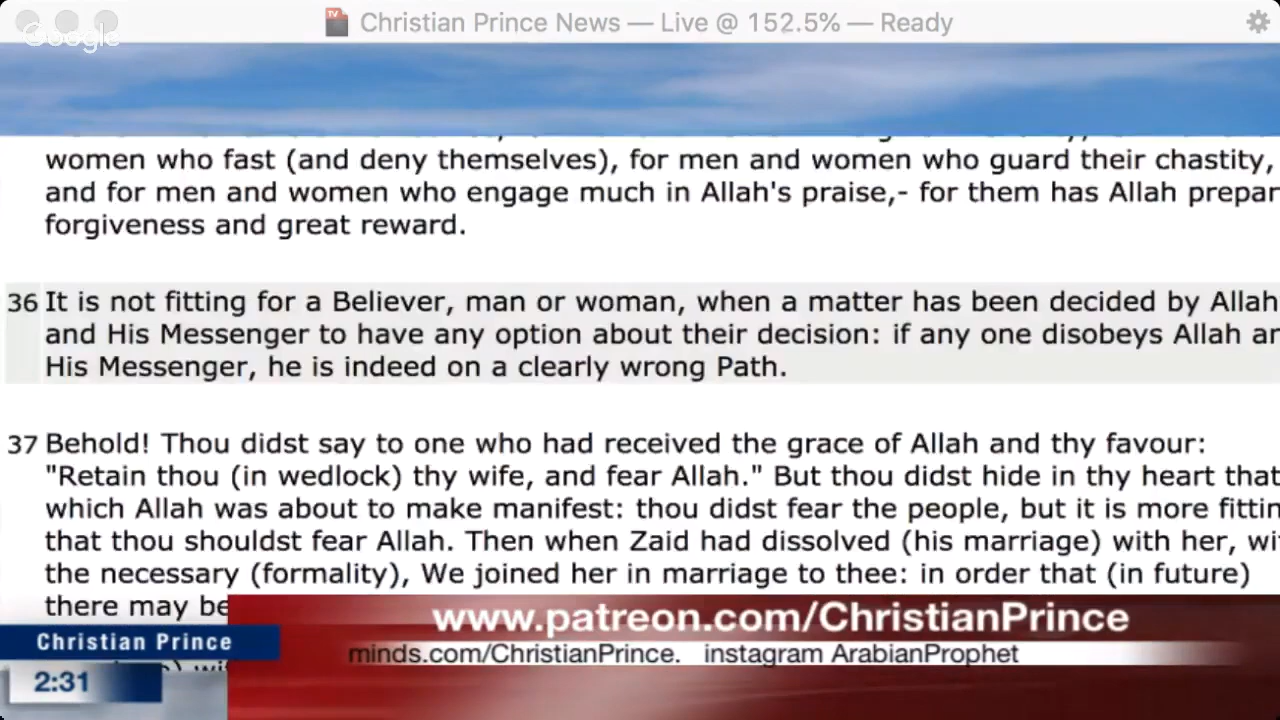 Christian Prince News — Live @ 152.5% — Ready
TV
Google
women who fast (and deny themselves), for men and women who guard their chastity,
and for men and women who engage much in Allah's praise,- for them has Allah prepar
forgiveness and great reward.
36 It is not fitting for a Believer, man or woman, when a matter has been decided by Allah
and His Messenger to have any option about their decision: if any one disobeys Allah an
His Messenger, he is indeed on a clearly wrong Path.
37 Behold! Thou didst say to one who had received the grace of Allah and thy favour:
"Retain thou (in wedlock) thy wife, and fear Allah." But thou didst hide in thy heart that
which Allah was about to make manifest: thou didst fear the people, but it is more fittin
that thou shouldst fear Allah. Then when Zaid had dissolved (his marriage) with her, wi
the necessary (formality), We joined her in marriage to thee: in order that (in future)
there may be
www.patreon.com/ChristianPrince
Christian Prince
minds.com/ChristianPrince. instagram ArabianProphet
2:31